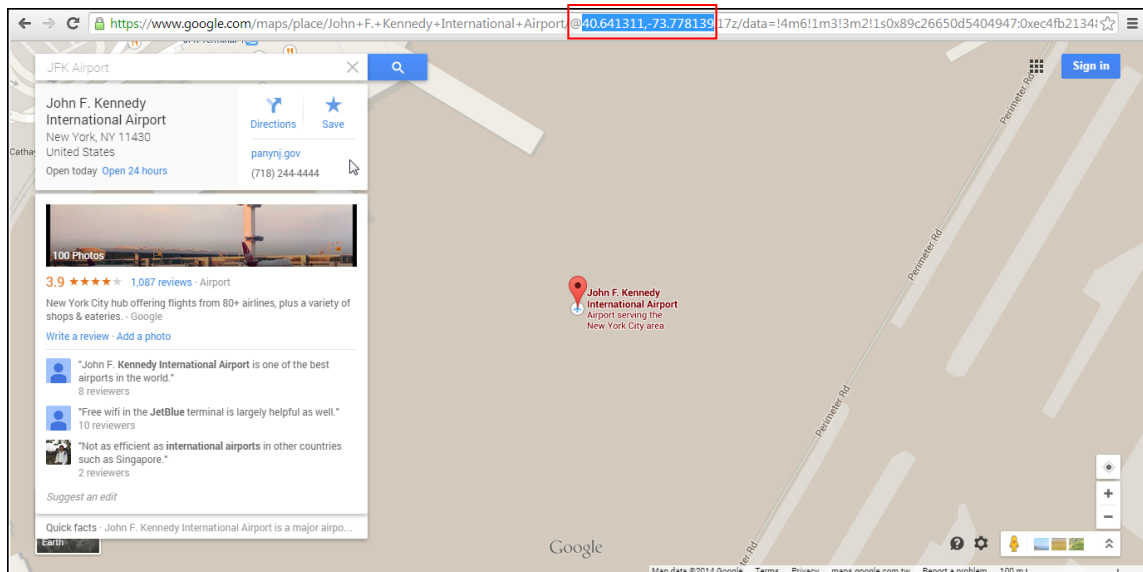 https://www.google.com/maps/place/John+F.+Kennedy+International+Airport/@40.641311,-73.778139,17z/data=!4m6!1m3!3m2!1s0x89c26650d5404947:0xec4fb2134
JFK Airport
Sign in
John F. Kennedy
International Airport
New York, NY 11430
United States
Open today Open 24 hours
Directions
Save
panynj.gov
(718) 244-4444
Cathay
100 Photos
3.9 ★★★★★ 1,087 reviews · Airport
New York City hub offering flights from 80+ airlines, plus a variety of
shops & eateries. - Google
Write a review · Add a photo
"John F. Kennedy International Airport is one of the best
airports in the world."
8 reviewers
"Free wifi in the JetBlue terminal is largely helpful as well."
10 reviewers
"Not as efficient as international airports in other countries
such as Singapore."
2 reviewers
Suggest an edit
Quick facts · John F. Kennedy International Airport is a major airpo...
Earth
John F. Kennedy
International Airport
Airport serving the
New York City area
Perimeter Rd
Perimeter Rd
Perimeter Rd
Google
Map data ©2014 Google Terms Privacy maps.google.com.tw Report a problem 100 m